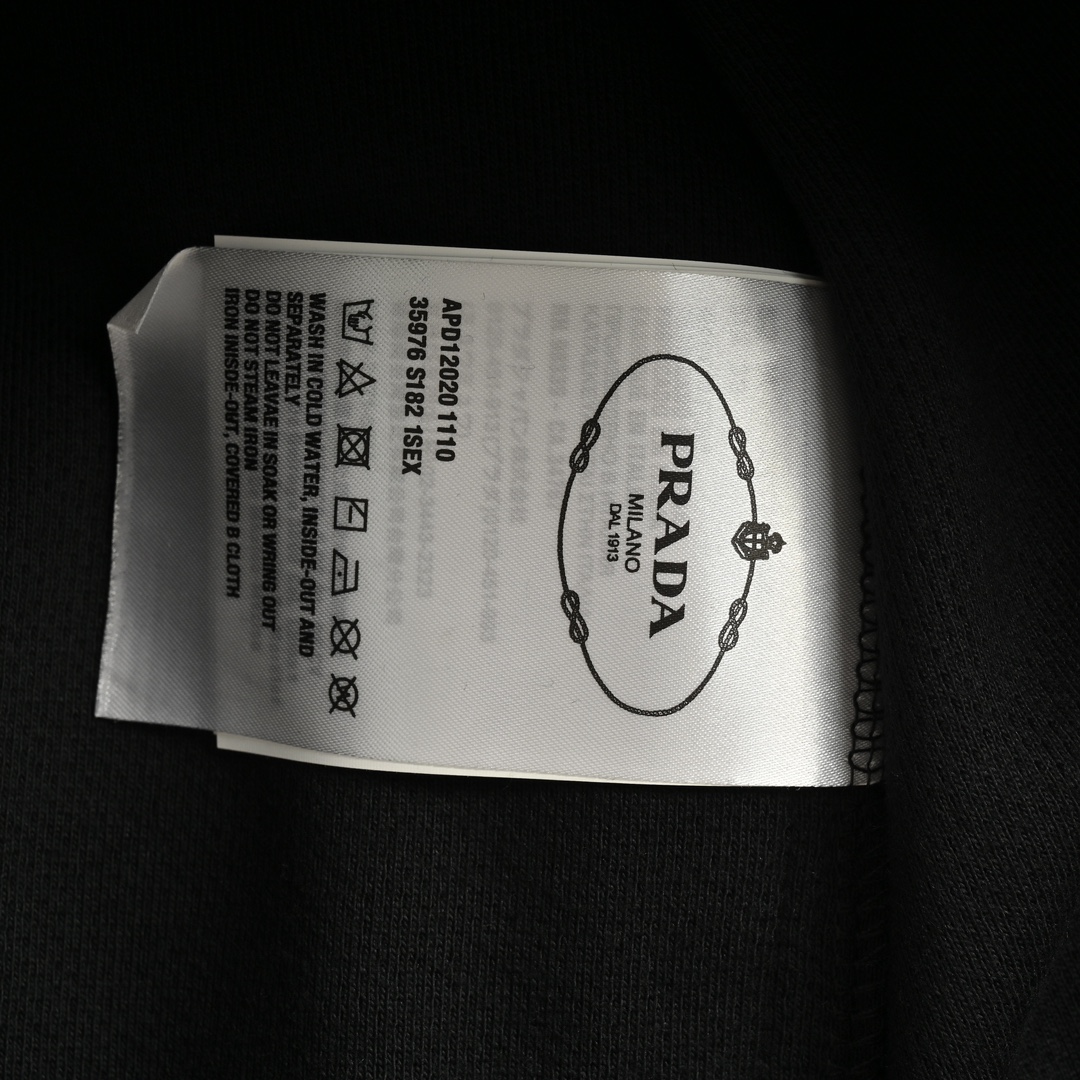 PRADA
MILANO
DAL 1913
APD12020 1110
35976 S182 1SEX
WASH IN COLD WATER, INSIDE-OUT AND
SEPARATELY
DO NOT LEAVAE IN SOAK OR WRING OUT
DO NOT STEAM IRON
IRON INISDE-OUT, COVERED B CLOTH